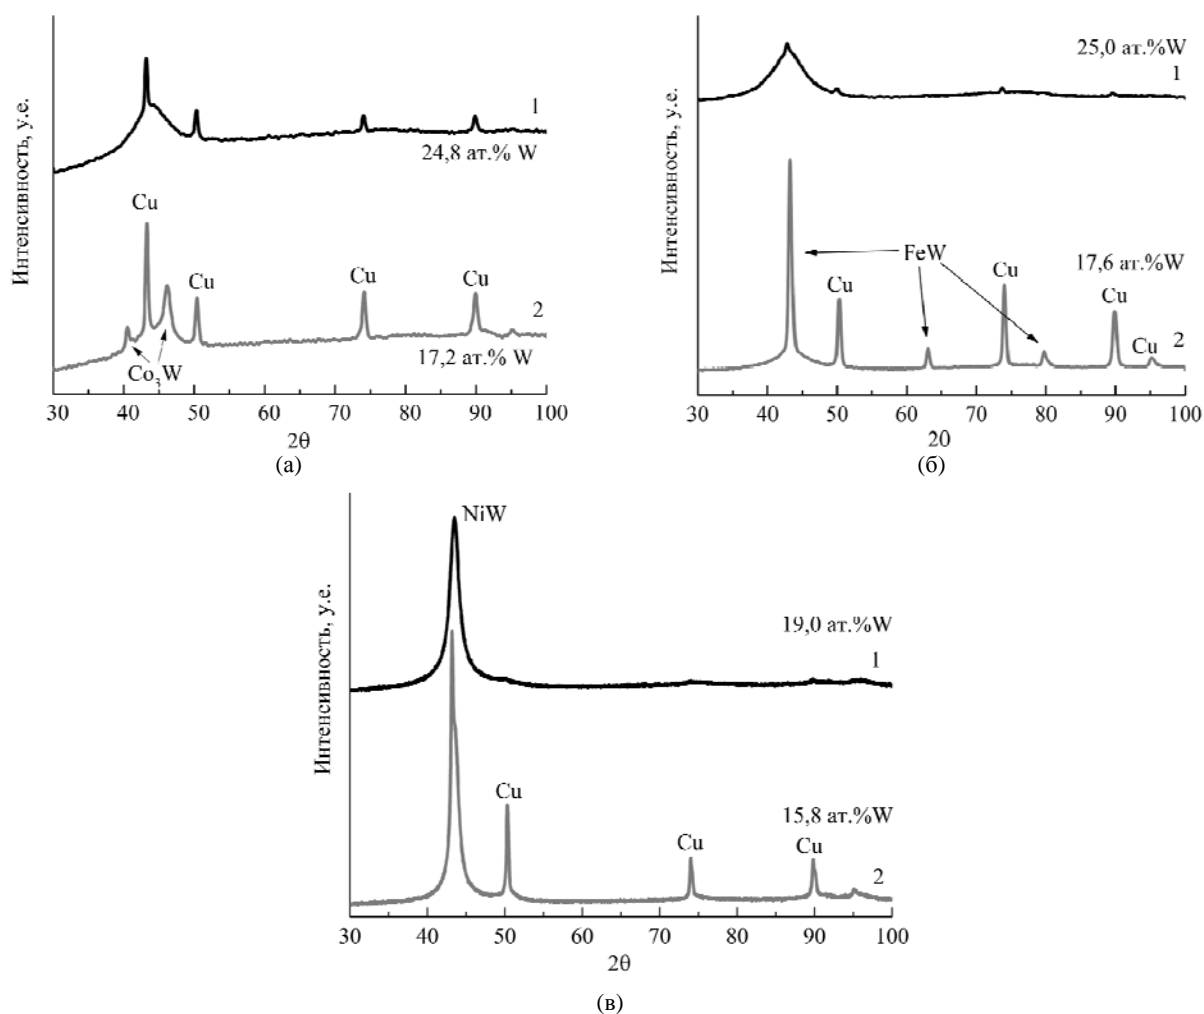 Интенсивность, у.е.
1
24,8 ат.% W
Cu
Cu
Cu
Cu
2
17,2 ат.% W
Co3W
30 40 50 60 70 80 90 100
2θ
(а)
Интенсивность, у.е.
25,0 ат.%W
1
FeW
17,6 ат.%W
Cu
Cu
Cu
Cu
2
30 40 50 60 70 80 90 100
2θ
(б)
Интенсивность, у.е.
NiW
19,0 ат.%W
1
Cu
15,8 ат.%W
Cu
Cu
2
30 40 50 60 70 80 90 100
2θ
(в)